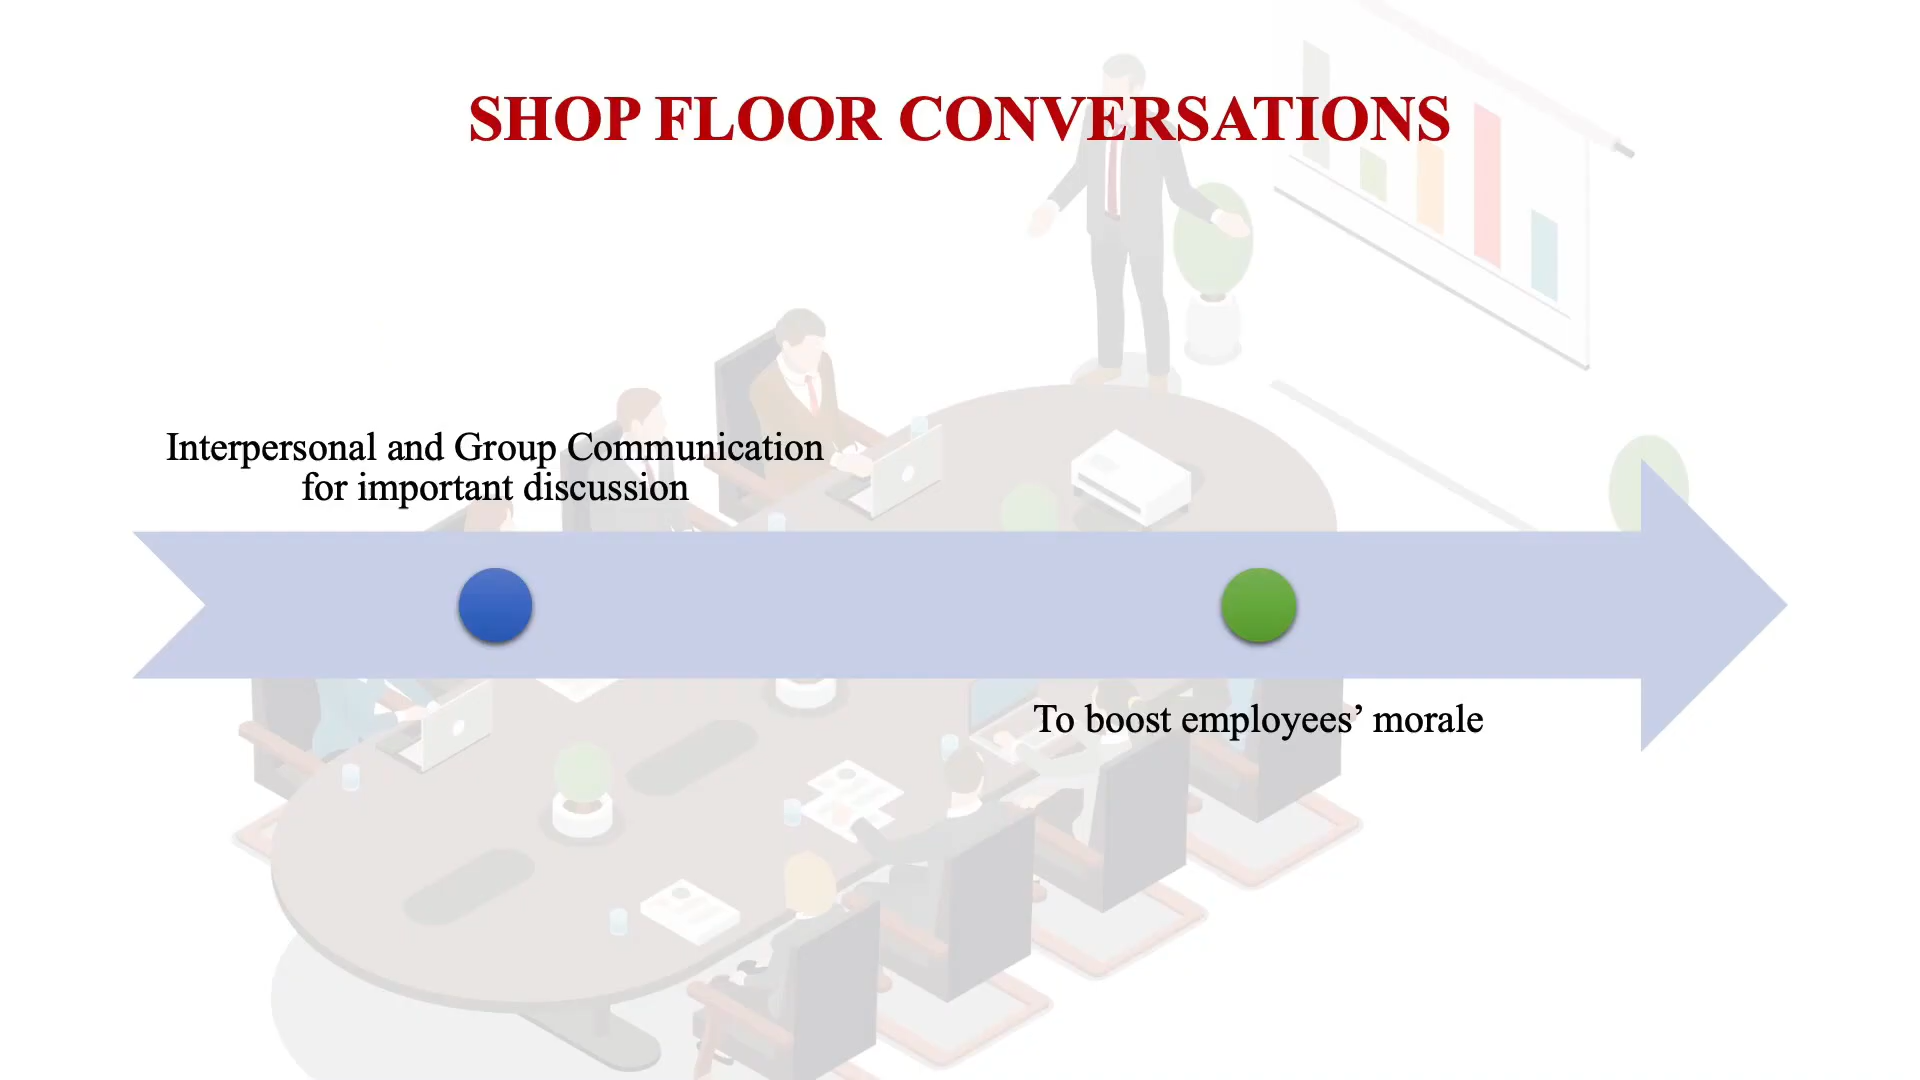 SHOP FLOOR CONVERSATIONS
Interpersonal and Group Communication
for important discussion
To boost employees’ morale